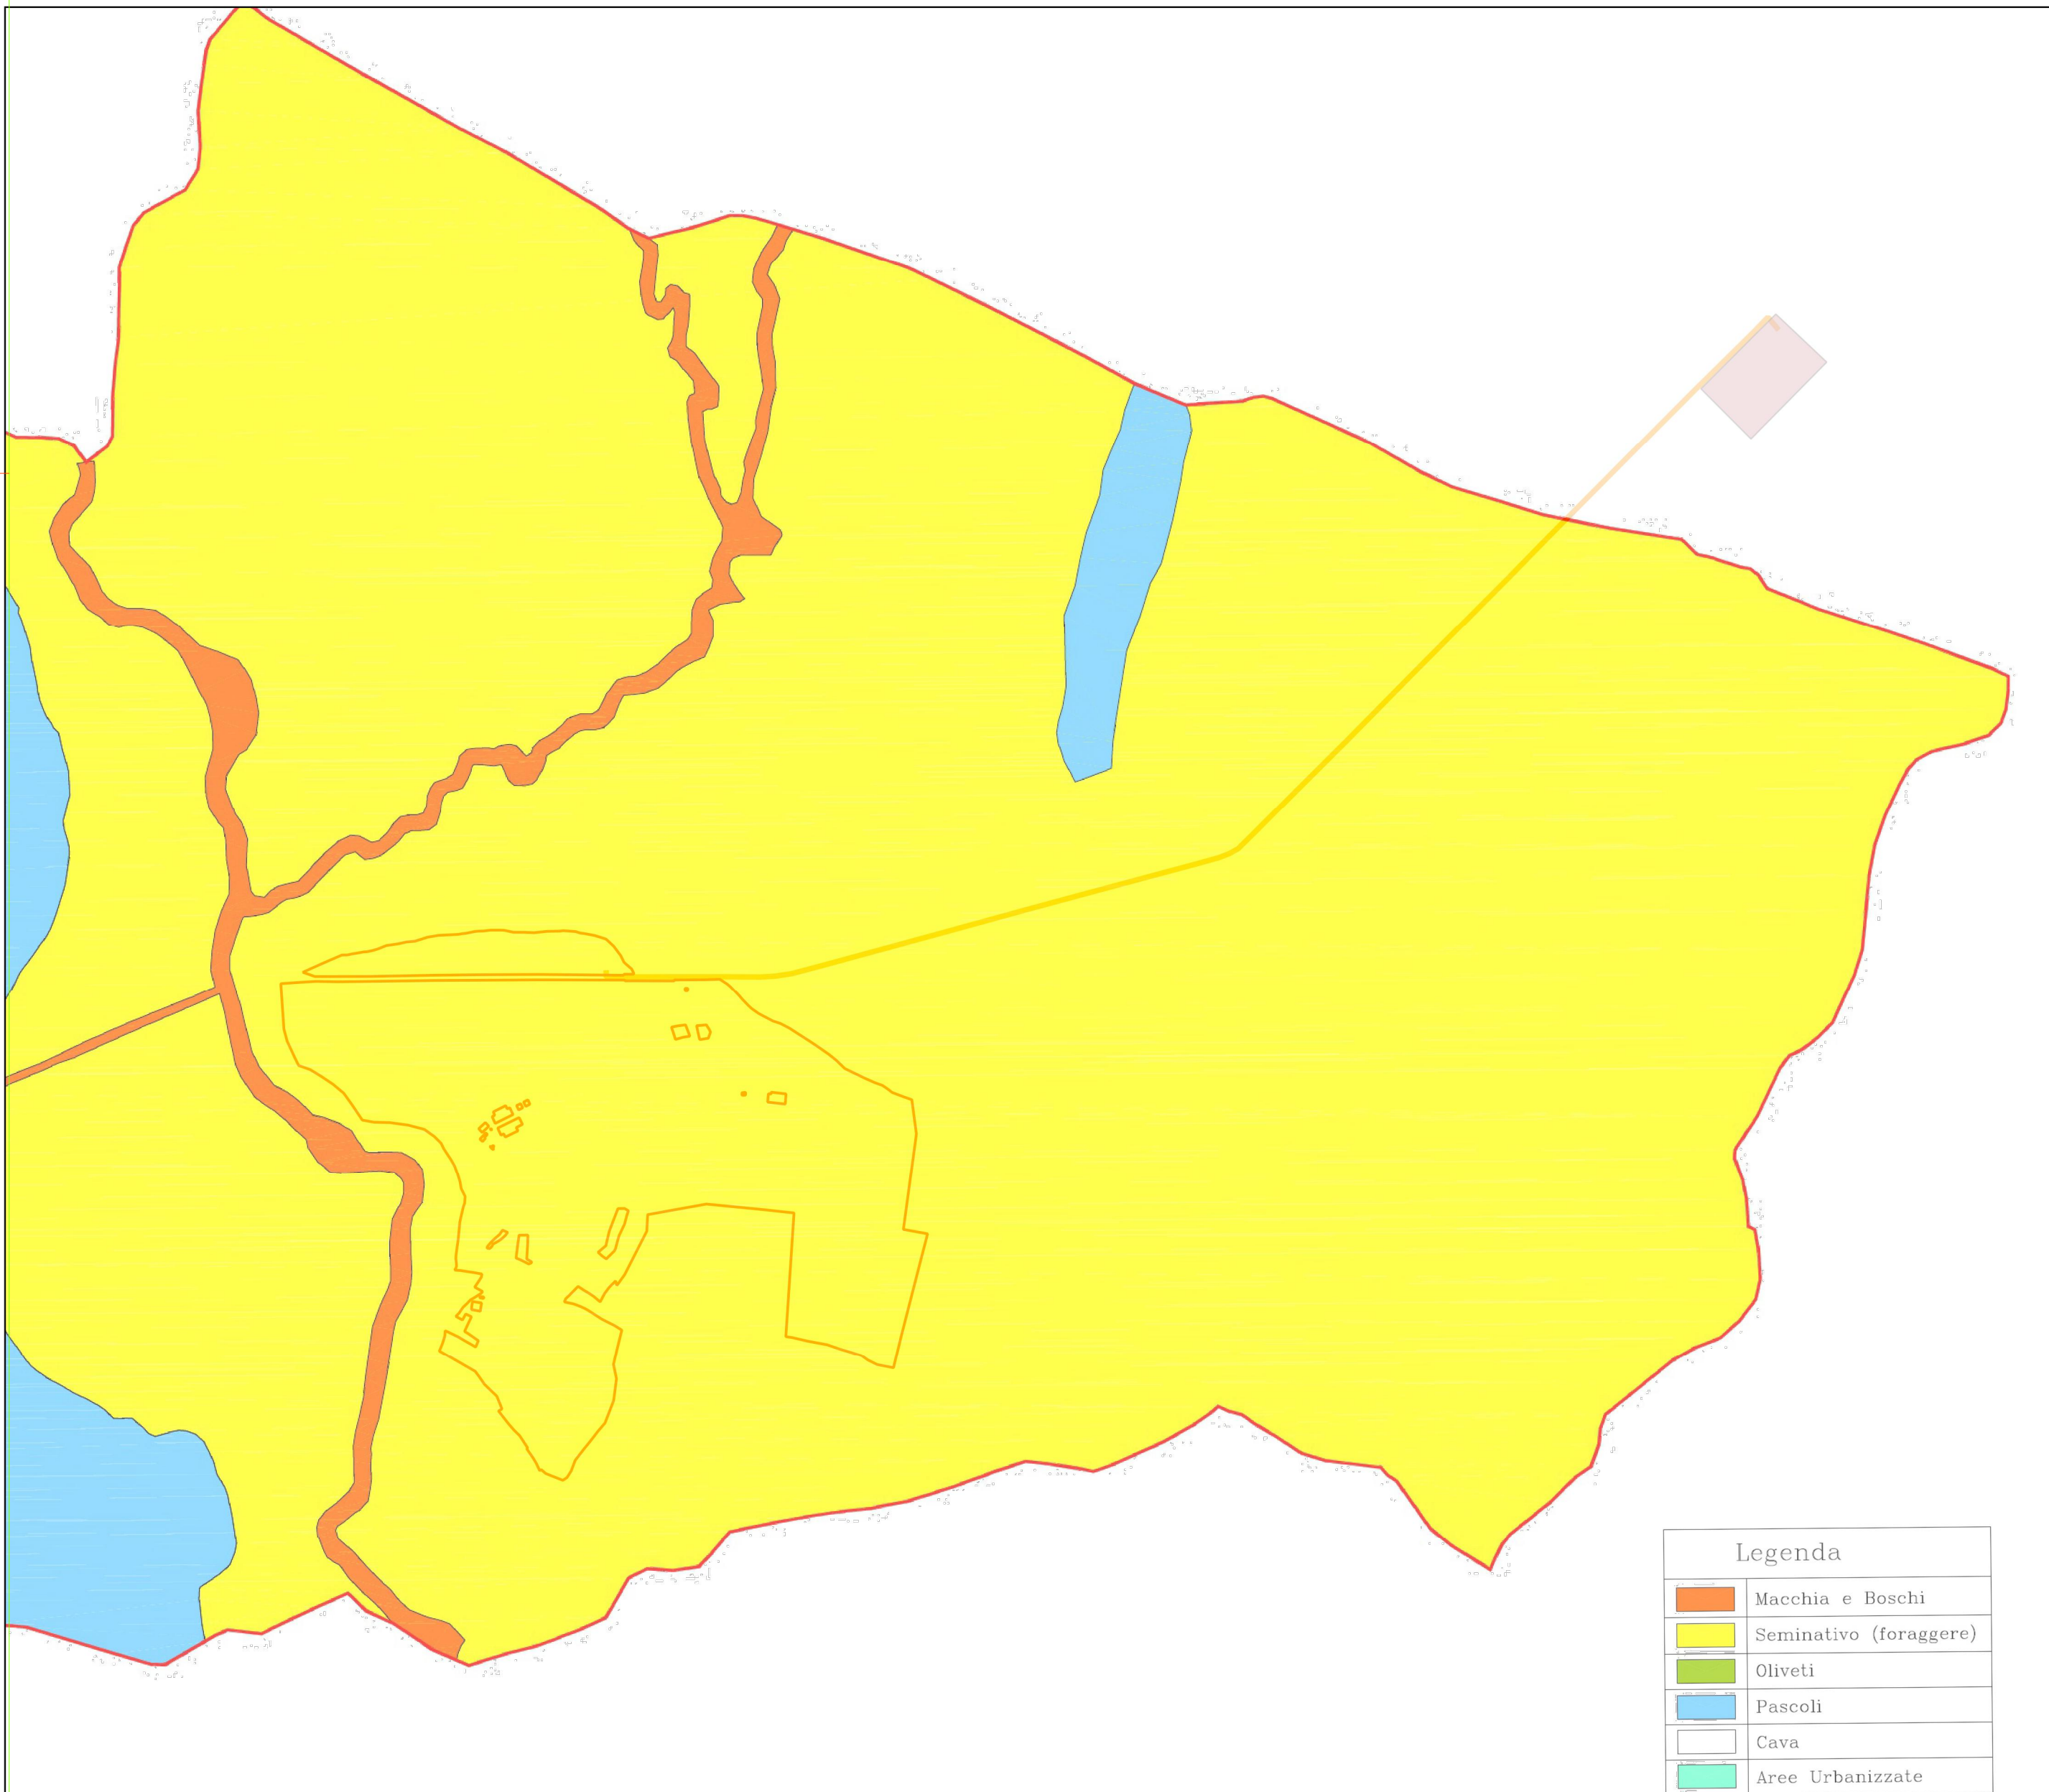 Legenda
Macchia e Boschi
Seminativo (foraggere)
Oliveti
Pascoli
Cava
Aree Urbanizzate